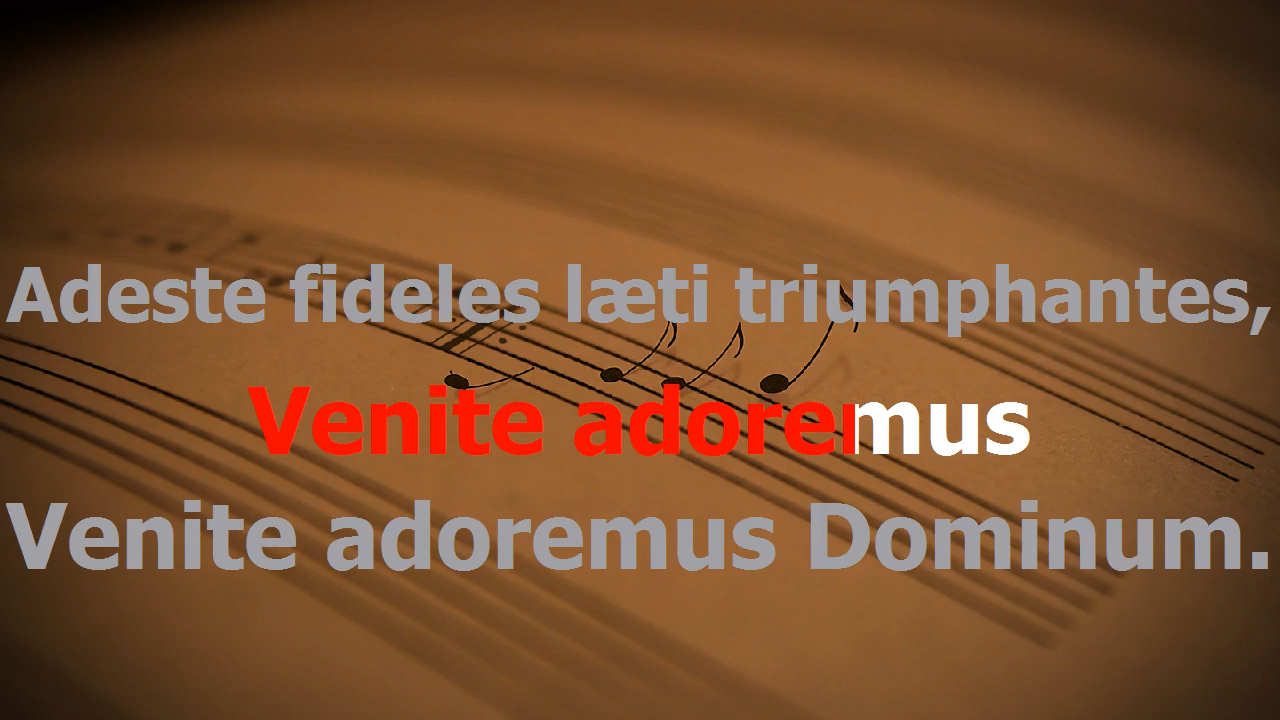 Adeste fideles læti triumphantes,
Venite adoremus
Venite adoremus Dominum.